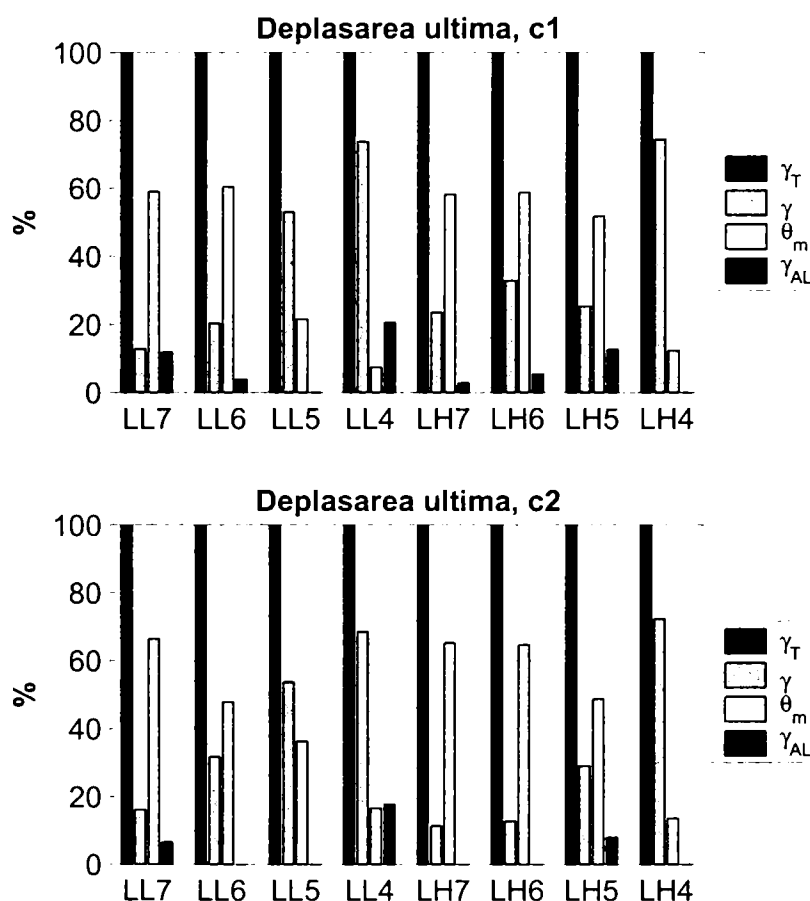 Deplasarea ultima, c1
100
80
60
40
20
0
%
LL7 LL6 LL5 LL4 LH7 LH6 LH5 LH4
γT
γ
θm
γAL
Deplasarea ultima, c2
100
80
60
40
20
0
%
LL7 LL6 LL5 LL4 LH7 LH6 LH5 LH4
γT
γ
θm
γAL